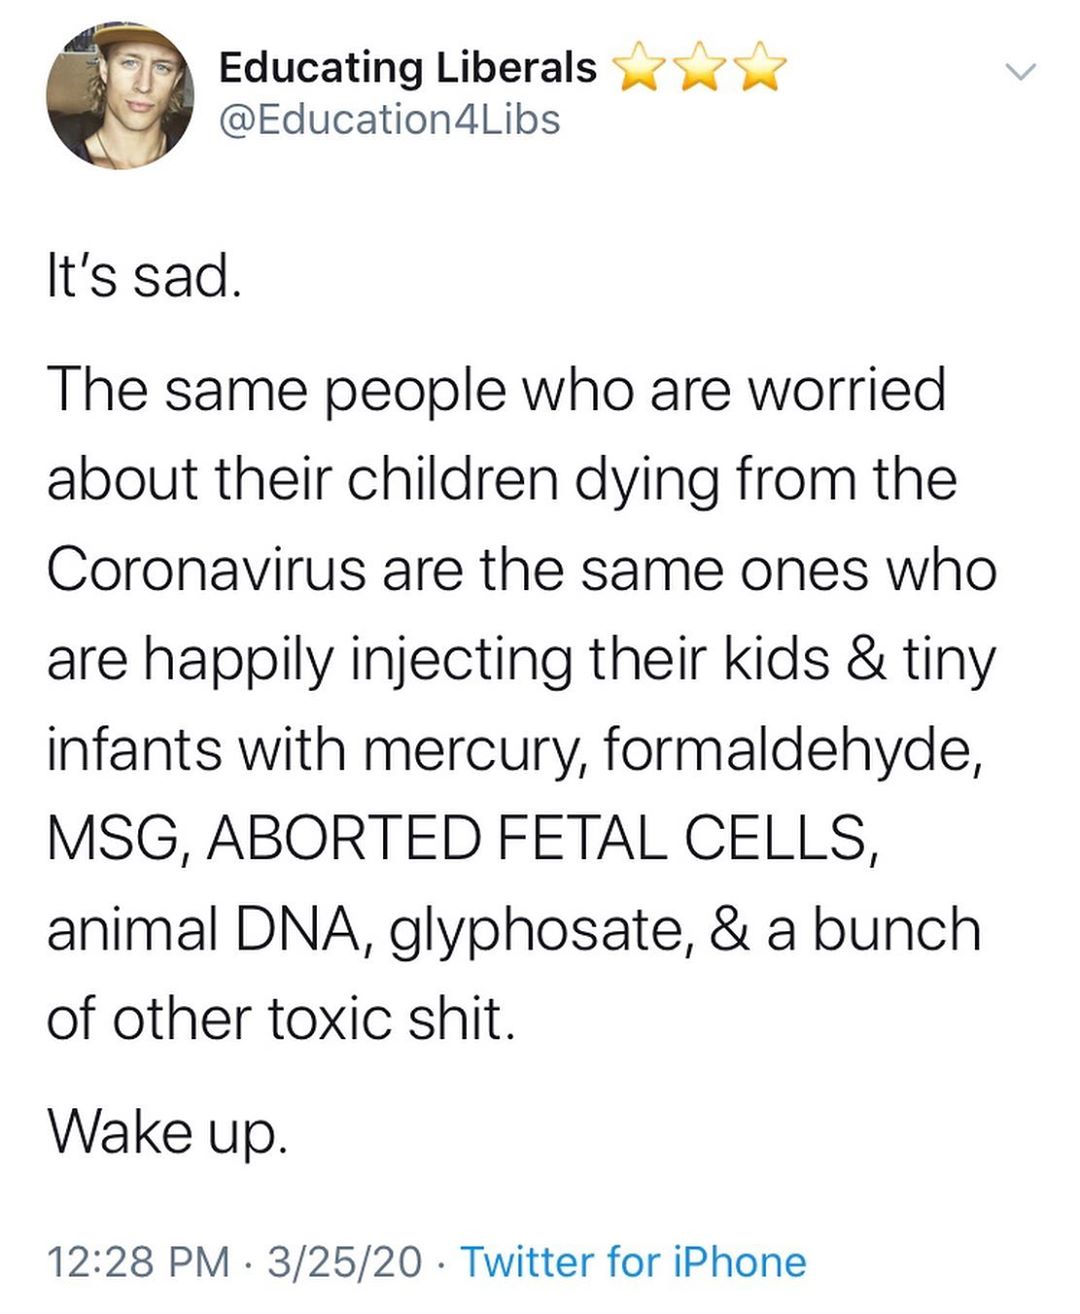 Educating Liberals ⭐⭐⭐
@Education4Libs
It’s sad.
The same people who are worried
about their children dying from the
Coronavirus are the same ones who
are happily injecting their kids & tiny
infants with mercury, formaldehyde,
MSG, ABORTED FETAL CELLS,
animal DNA, glyphosate, & a bunch
of other toxic shit.
Wake up.
12:28 PM · 3/25/20 · Twitter for iPhone